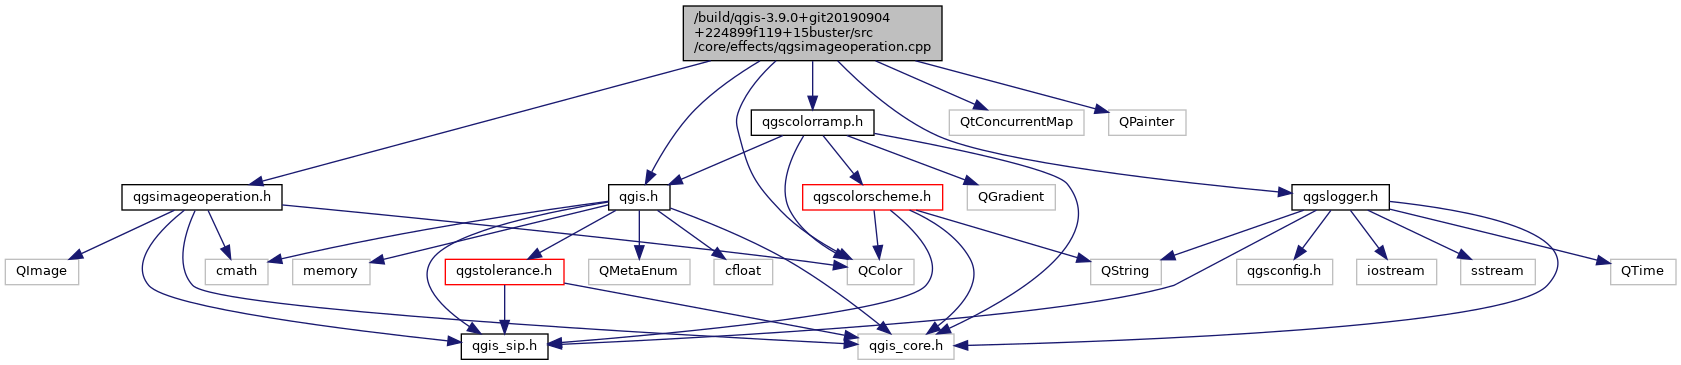 /build/qgis-3.9.0+git20190904
+224899f119+15buster/src
/core/effects/qgsimageoperation.cpp
qgscolorramp.h
QtConcurrentMap
QPainter
qgsimageoperation.h
qgis.h
qgscolorscheme.h
QGradient
qgslogger.h
QImage
cmath
memory
qgstolerance.h
QMetaEnum
cfloat
QColor
QString
qgsconfig.h
iostream
sstream
QTime
qgis_sip.h
qgis_core.h